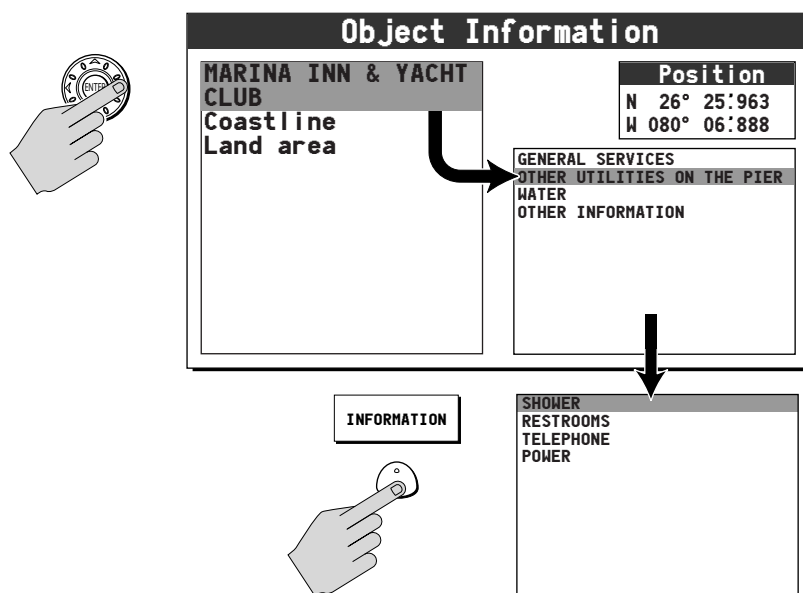 Object Information
ENTER
MARINA INN & YACHT
CLUB
Coastline
Land area
Position
N 26° 25.'963
W 080° 06.'888
GENERAL SERVICES
OTHER UTILITIES ON THE PIER
WATER
OTHER INFORMATION
INFORMATION
SHOWER
RESTROOMS
TELEPHONE
POWER